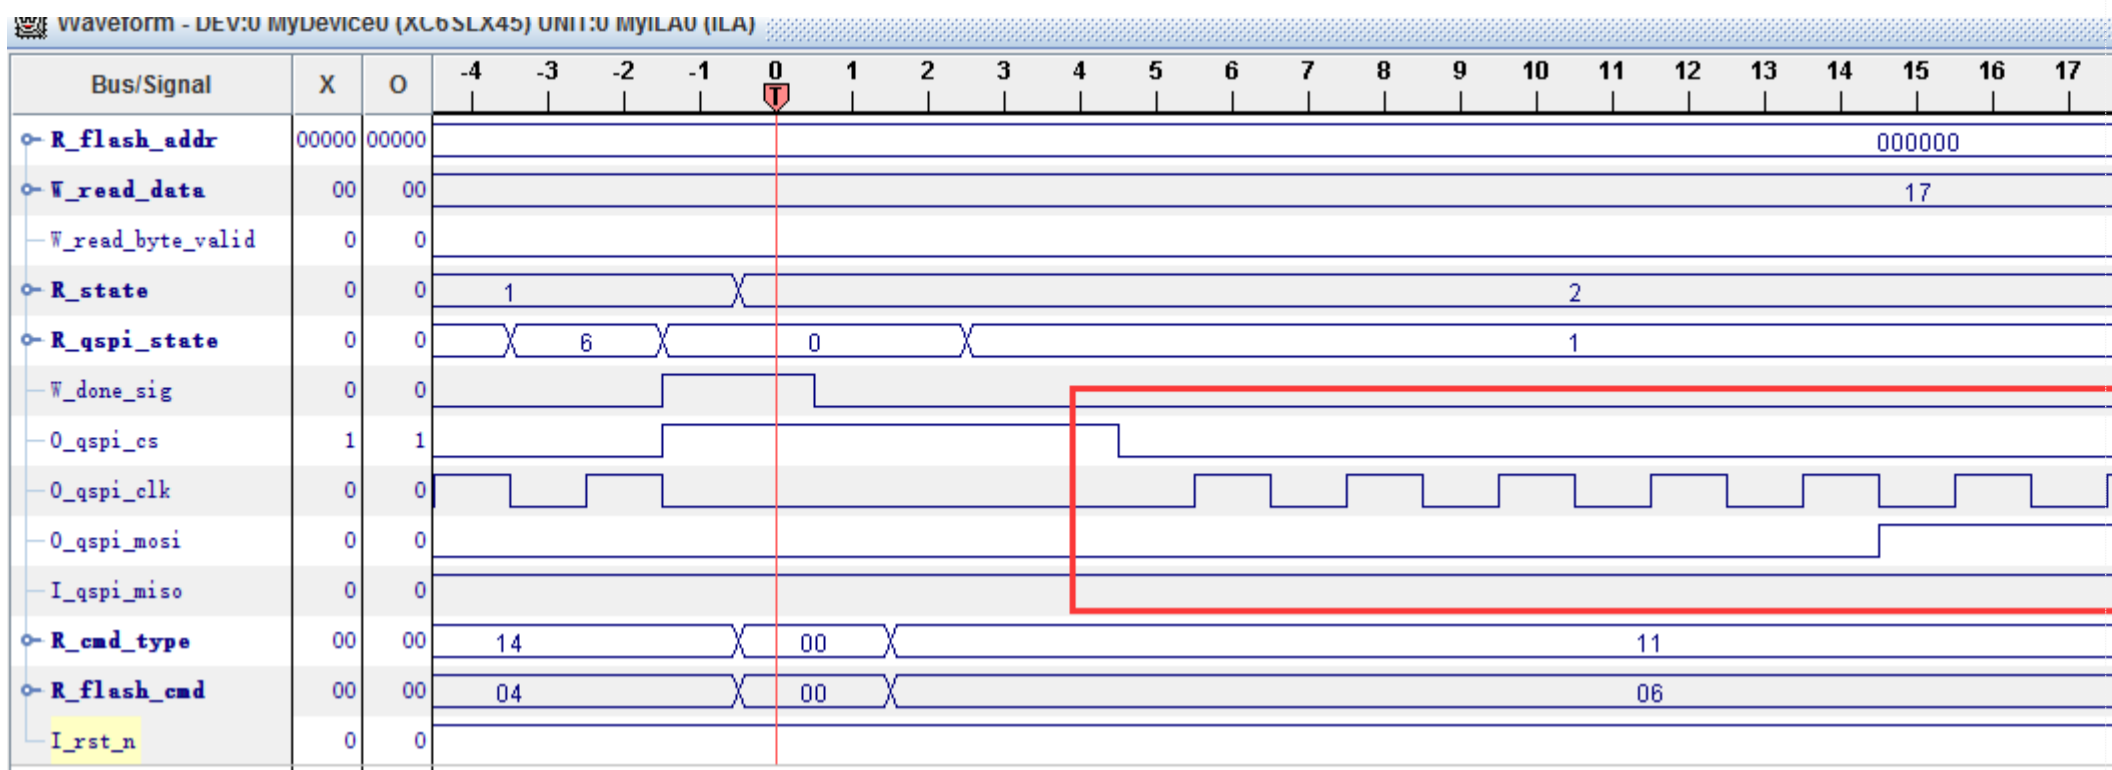 Waveform - DEV:0 MyDevice0 (XC6SLX45) UNIT:0 MyILA0 (ILA)
Bus/Signal X O -4 -3 -2 -1 0 1 2 3 4 5 6 7 8 9 10 11 12 13 14 15 16 17
T
R_flash_addr 00000 00000 000000
W_read_data 00 00 17
W_read_byte_valid 0 0
R_state 0 0 1 2
R_qspi_state 0 0 6 0 1
W_done_sig 0 0
O_qspi_cs 1 1
O_qspi_clk 0 0
O_qspi_mosi 0 0
I_qspi_miso 0 0
R_cmd_type 00 00 14 00 11
R_flash_cmd 00 00 04 00 06
I_rst_n 0 0